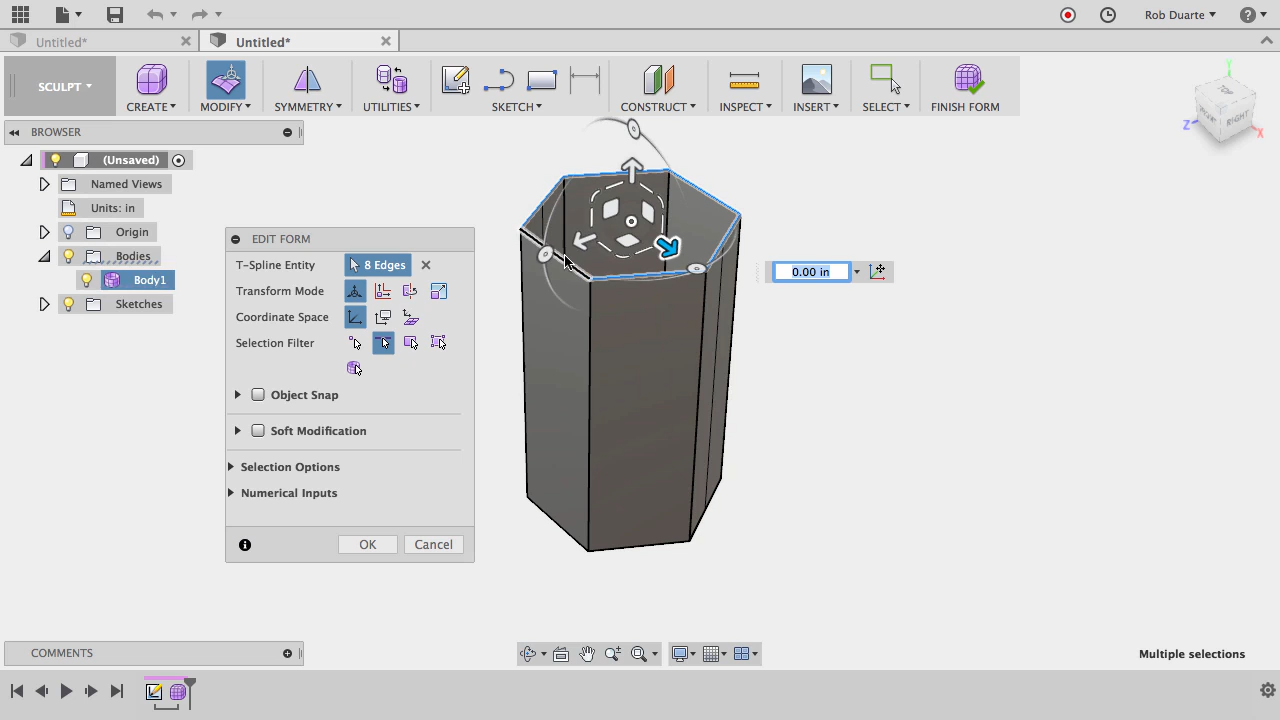 Rob Duarte
Untitled*
Untitled*
SCULPT
CREATE
MODIFY
SYMMETRY
UTILITIES
SKETCH
CONSTRUCT
INSPECT
INSERT
SELECT
FINISH FORM
Y
Z
X
RIGHT
BROWSER
(Unsaved)
Named Views
Units: in
Origin
Bodies
Body1
Sketches
EDIT FORM
T-Spline Entity
8 Edges
Transform Mode
Coordinate Space
Selection Filter
Object Snap
Soft Modification
Selection Options
Numerical Inputs
OK
Cancel
0.00 in
COMMENTS
Multiple selections